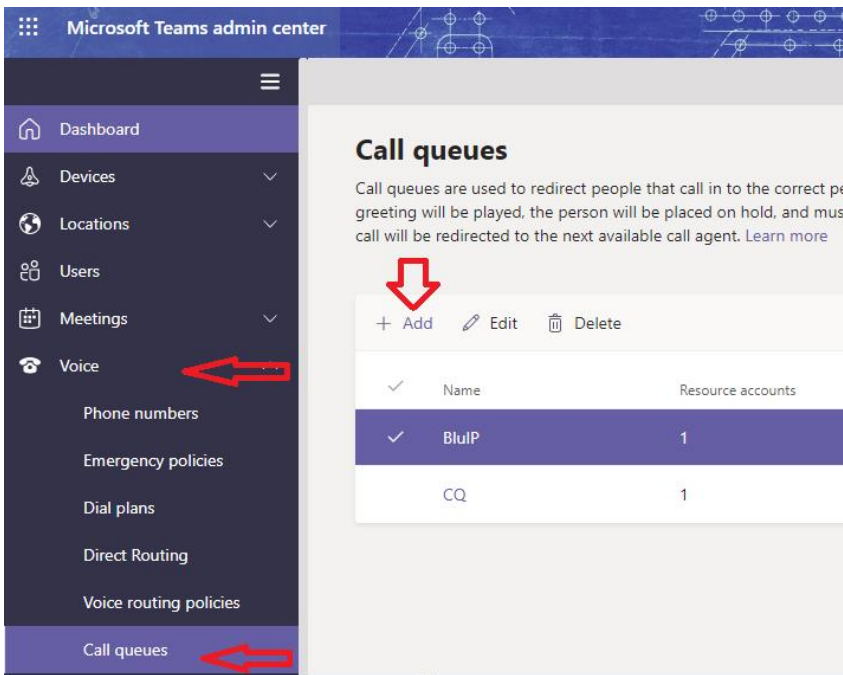 Microsoft Teams admin center
Dashboard
Devices
Locations
Users
Meetings
Voice
Phone numbers
Emergency policies
Dial plans
Direct Routing
Voice routing policies
Call queues
Call queues
Call queues are used to redirect people that call in to the correct pe
greeting will be played, the person will be placed on hold, and mus
call will be redirected to the next available call agent. Learn more
+ Add Edit Delete
Name Resource accounts
BluIP 1
CQ 1